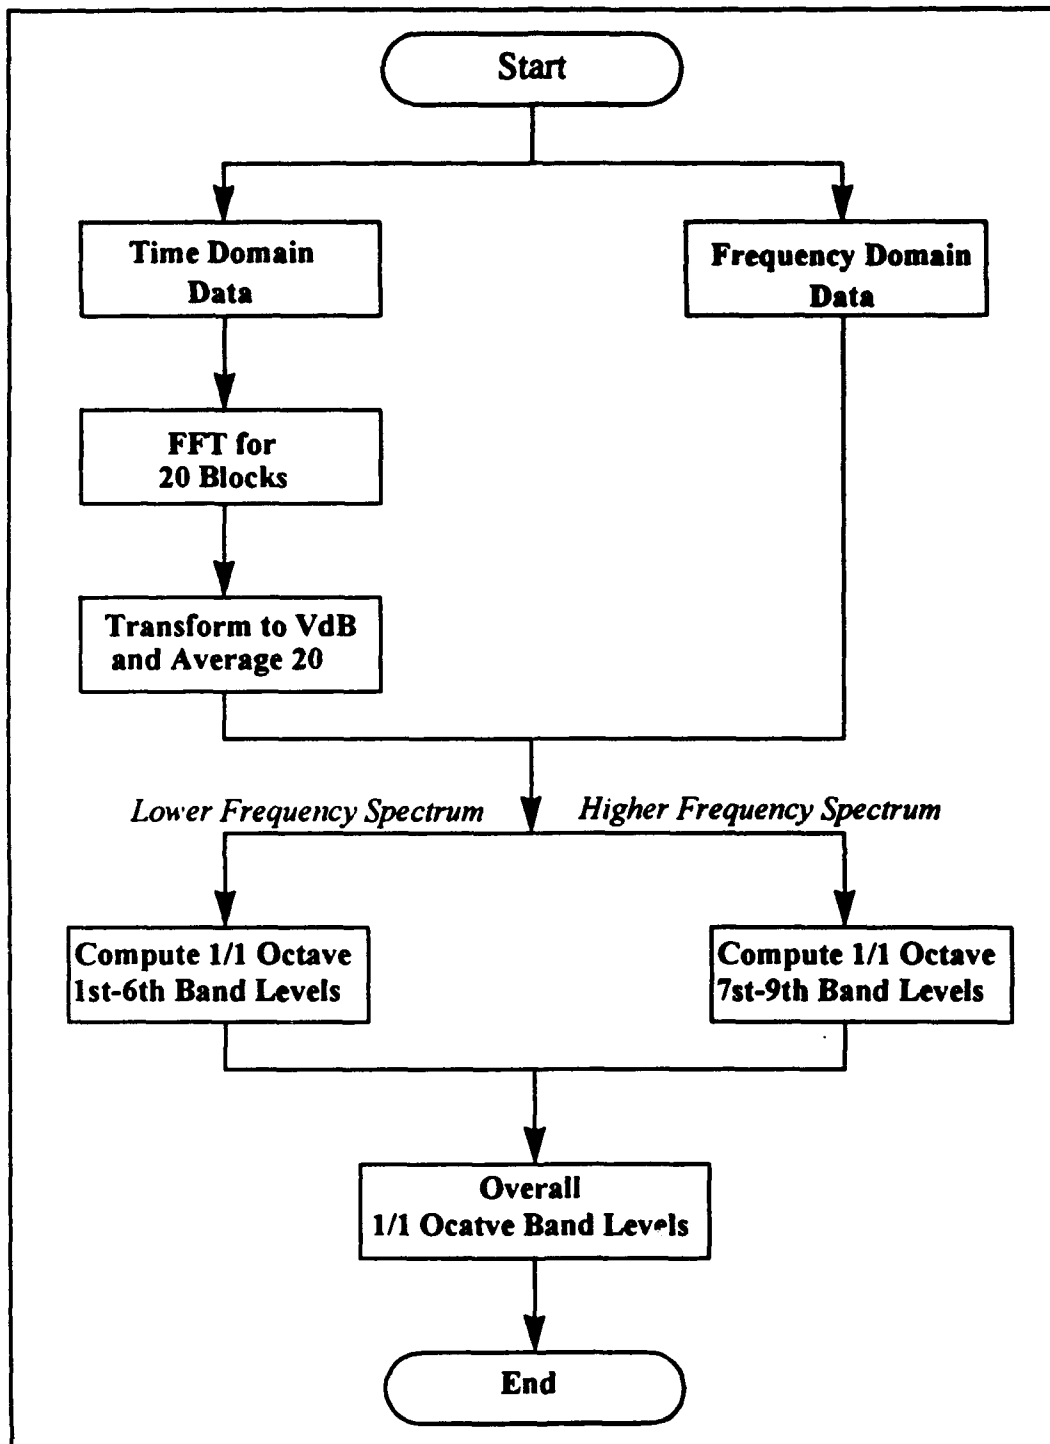 Start
Time Domain
Data
Frequency Domain
Data
FFT for
20 Blocks
Transform to VdB
and Average 20
Lower Frequency Spectrum
Higher Frequency Spectrum
Compute 1/1 Octave
1st-6th Band Levels
Compute 1/1 Octave
7st-9th Band Levels
Overall
1/1 Ocatve Band Levels
End